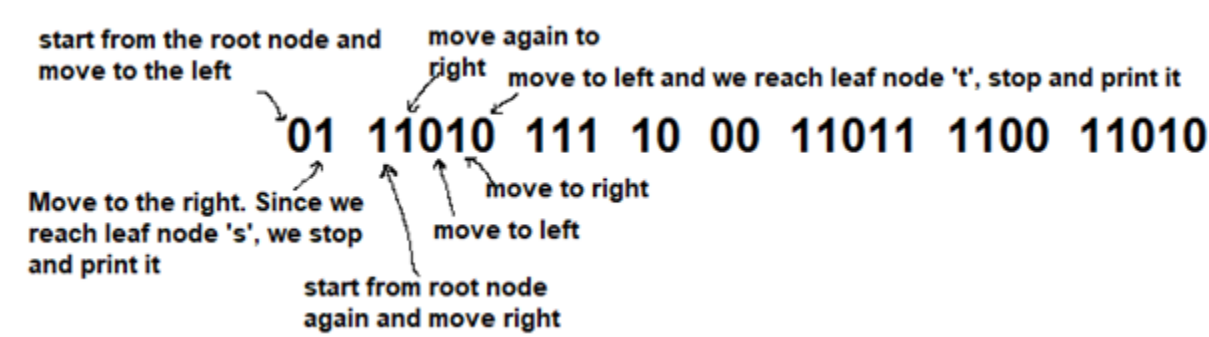 start from the root node and
move to the left
move again to
right
move to left and we reach leaf node 't', stop and print it
01 11010 111 10 00 11011 1100 11010
Move to the right. Since we
reach leaf node 's', we stop
and print it
move to right
move to left
start from root node
again and move right